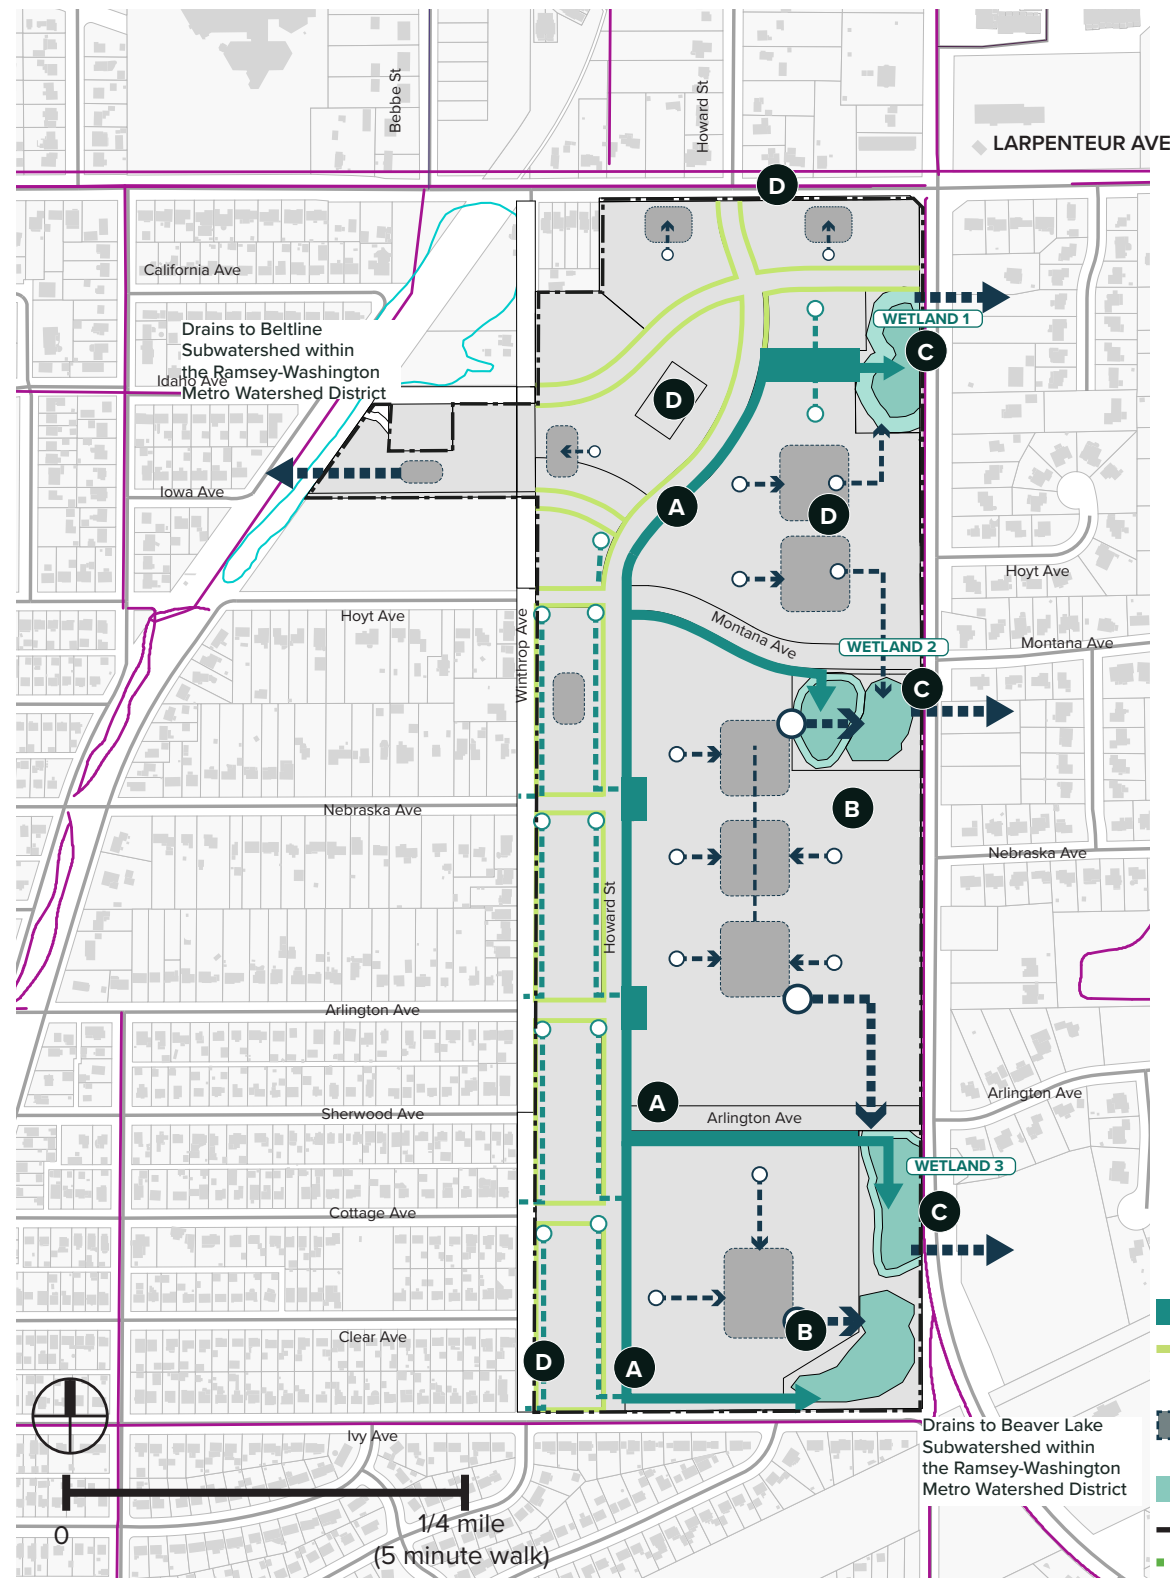 Bebbe St
Howard St
LARPENTEUR AVE
D
California Ave
WETLAND 1
Drains to Beltline
Subwatershed within
the Ramsey-Washington
Metro Watershed District
Idaho Ave
C
D
Iowa Ave
A
D
Hoyt Ave
Hoyt Ave
Winthrop Ave
Montana Ave
Montana Ave
WETLAND 2
C
Nebraska Ave
B
Nebraska Ave
Howard St
Arlington Ave
A
Arlington Ave
Arlington Ave
Sherwood Ave
WETLAND 3
Cottage Ave
C
Clear Ave
B
D
A
Ivy Ave
Drains to Beaver Lake
Subwatershed within
the Ramsey-Washington
Metro Watershed District
0
1/4 mile
(5 minute walk)